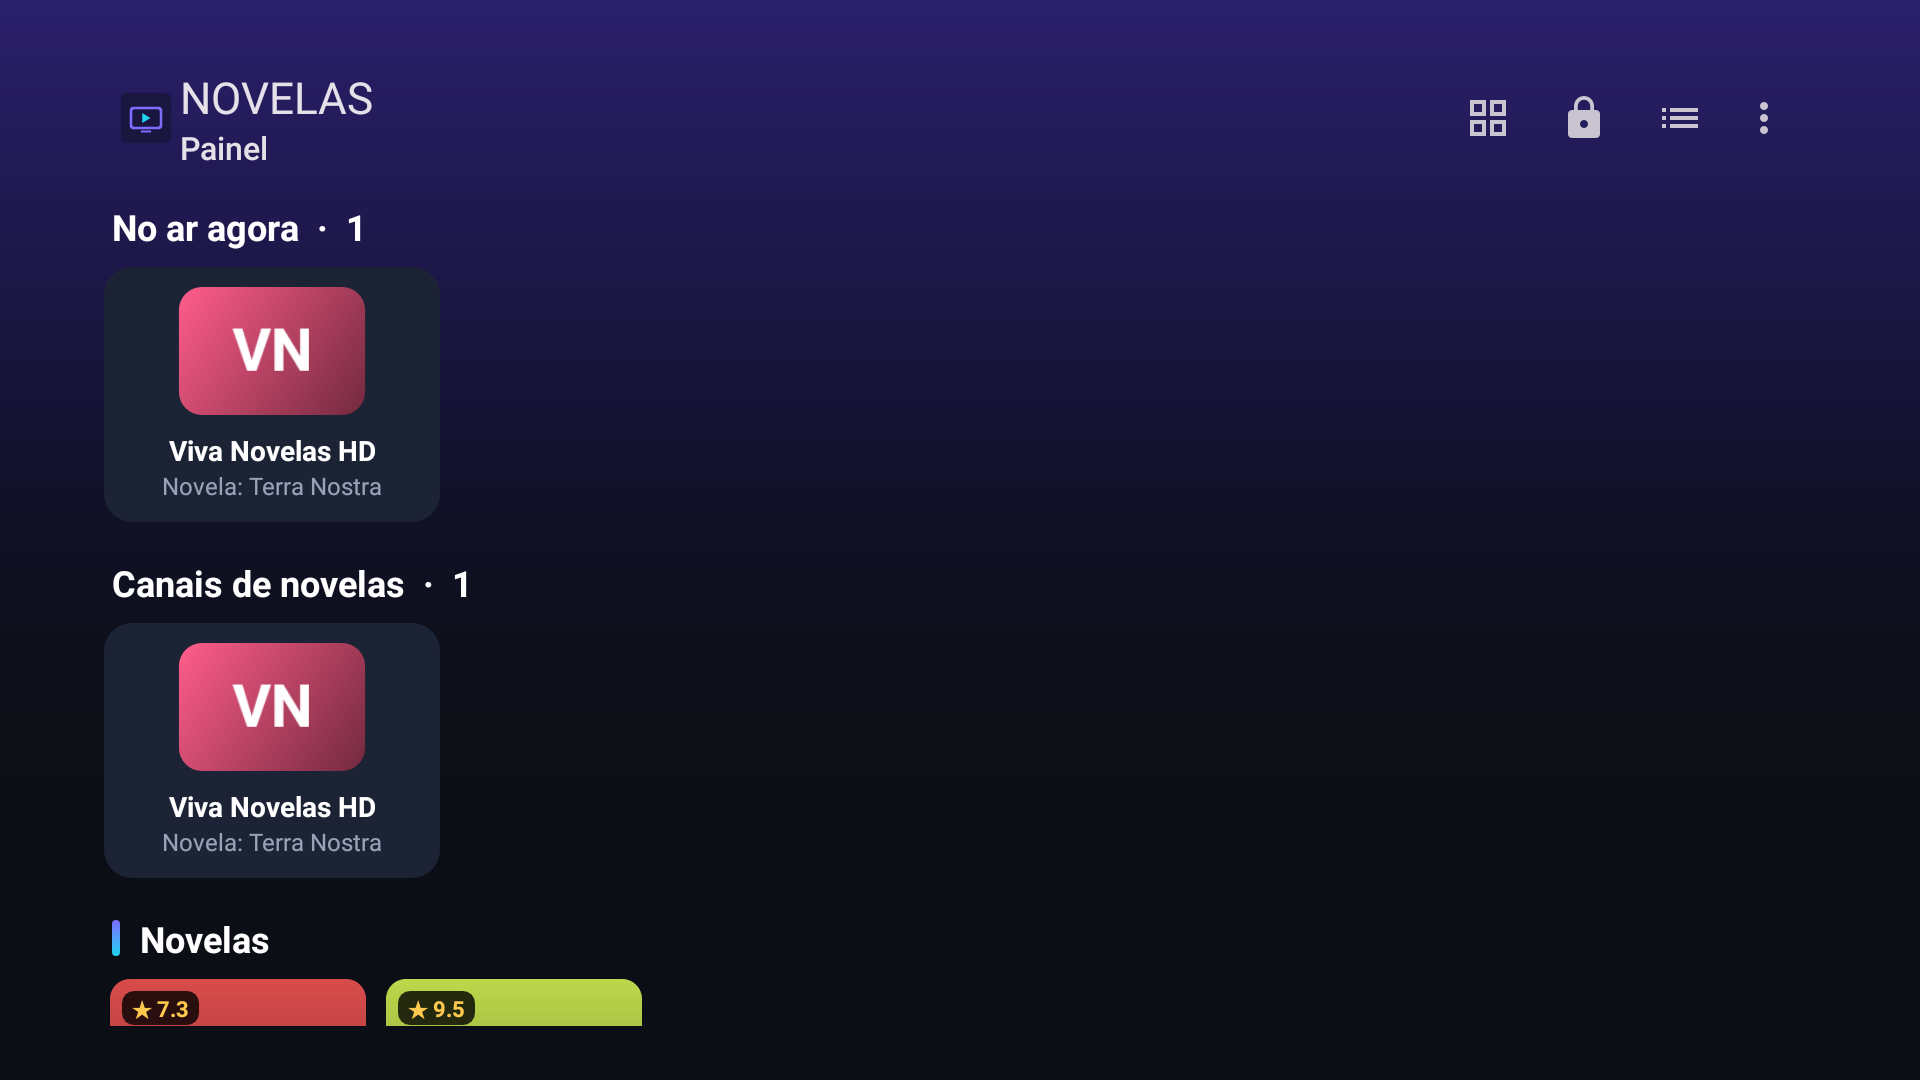 NOVELAS
Painel
No ar agora · 1
VN
Viva Novelas HD
Novela: Terra Nostra
Canais de novelas · 1
VN
Viva Novelas HD
Novela: Terra Nostra
Novelas
★ 7.3
★ 9.5